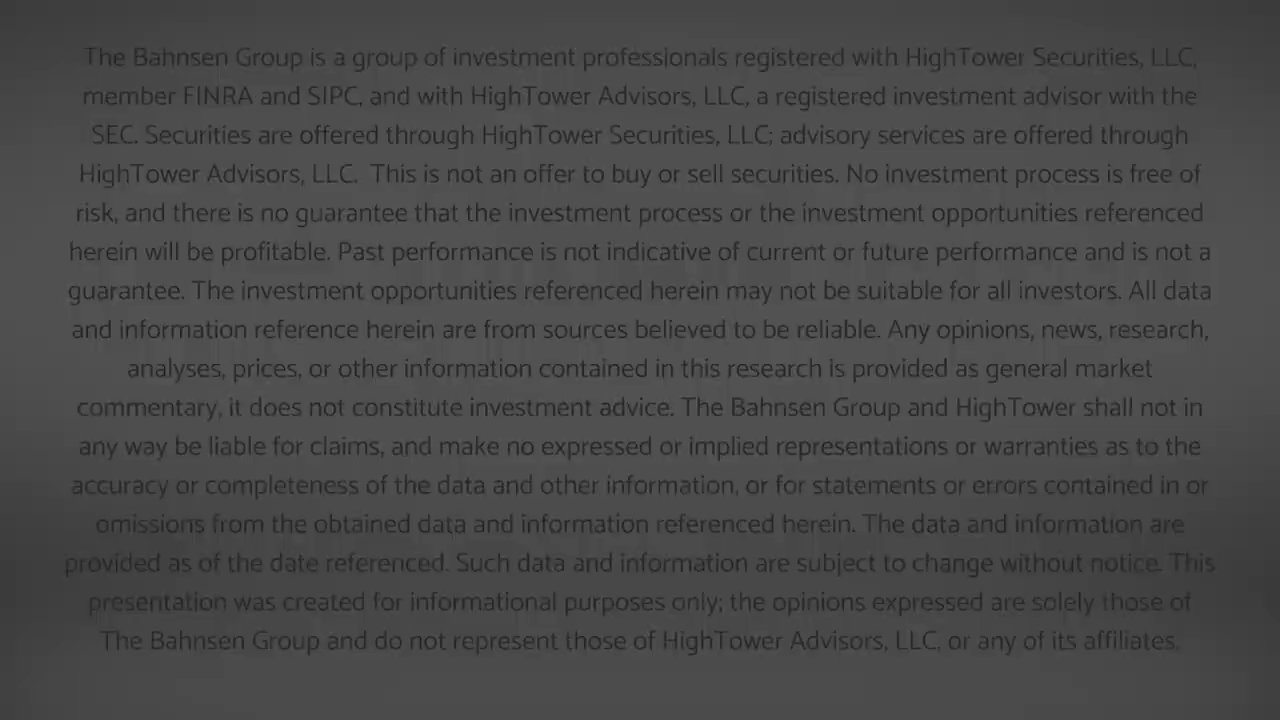 The Bahnsen Group is a group of investment professionals registered with HighTower Securities, LLC,
member FINRA and SIPC, and with HighTower Advisors, LLC, a registered investment advisor with the
SEC. Securities are offered through HighTower Securities, LLC; advisory services are offered through
HighTower Advisors, LLC.  This is not an offer to buy or sell securities. No investment process is free of
risk, and there is no guarantee that the investment process or the investment opportunities referenced
herein will be profitable. Past performance is not indicative of current or future performance and is not a
guarantee. The investment opportunities referenced herein may not be suitable for all investors. All data
and information reference herein are from sources believed to be reliable. Any opinions, news, research,
analyses, prices, or other information contained in this research is provided as general market
commentary, it does not constitute investment advice. The Bahnsen Group and HighTower shall not in
any way be liable for claims, and make no expressed or implied representations or warranties as to the
accuracy or completeness of the data and other information, or for statements or errors contained in or
omissions from the obtained data and information referenced herein. The data and information are
provided as of the date referenced. Such data and information are subject to change without notice. This
presentation was created for informational purposes only; the opinions expressed are solely those of
The Bahnsen Group and do not represent those of HighTower Advisors, LLC, or any of its affiliates.